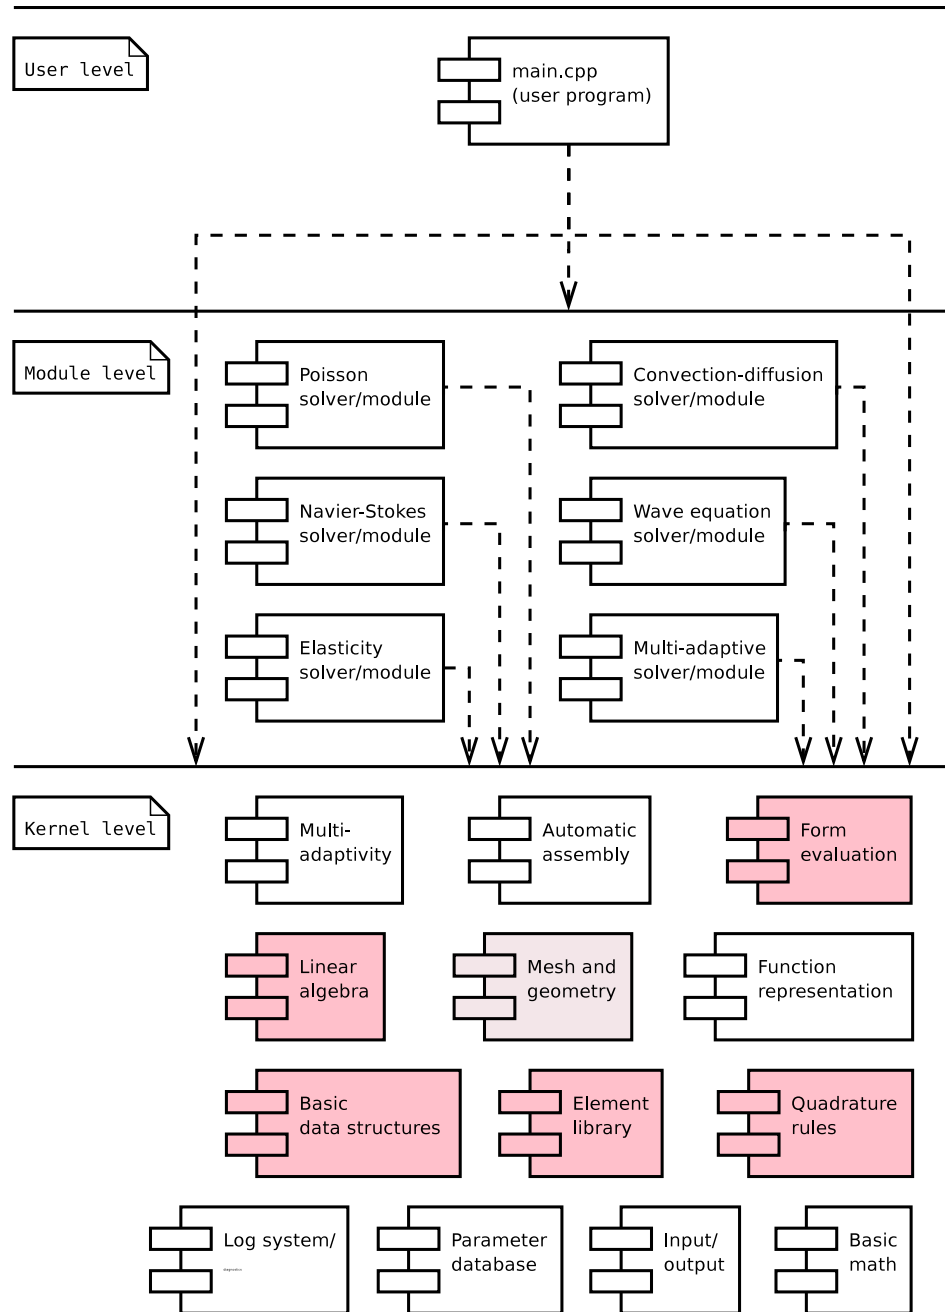 User level
main.cpp
(user program)
Module level
Poisson
solver/module
Convection-diffusion
solver/module
Navier-Stokes
solver/module
Wave equation
solver/module
Elasticity
solver/module
Multi-adaptive
solver/module
Kernel level
Multi-
adaptivity
Automatic
assembly
Form
evaluation
Linear
algebra
Mesh and
geometry
Function
representation
Basic
data structures
Element
library
Quadrature
rules
Log system/
diagnostics
Parameter
database
Input/
output
Basic
math